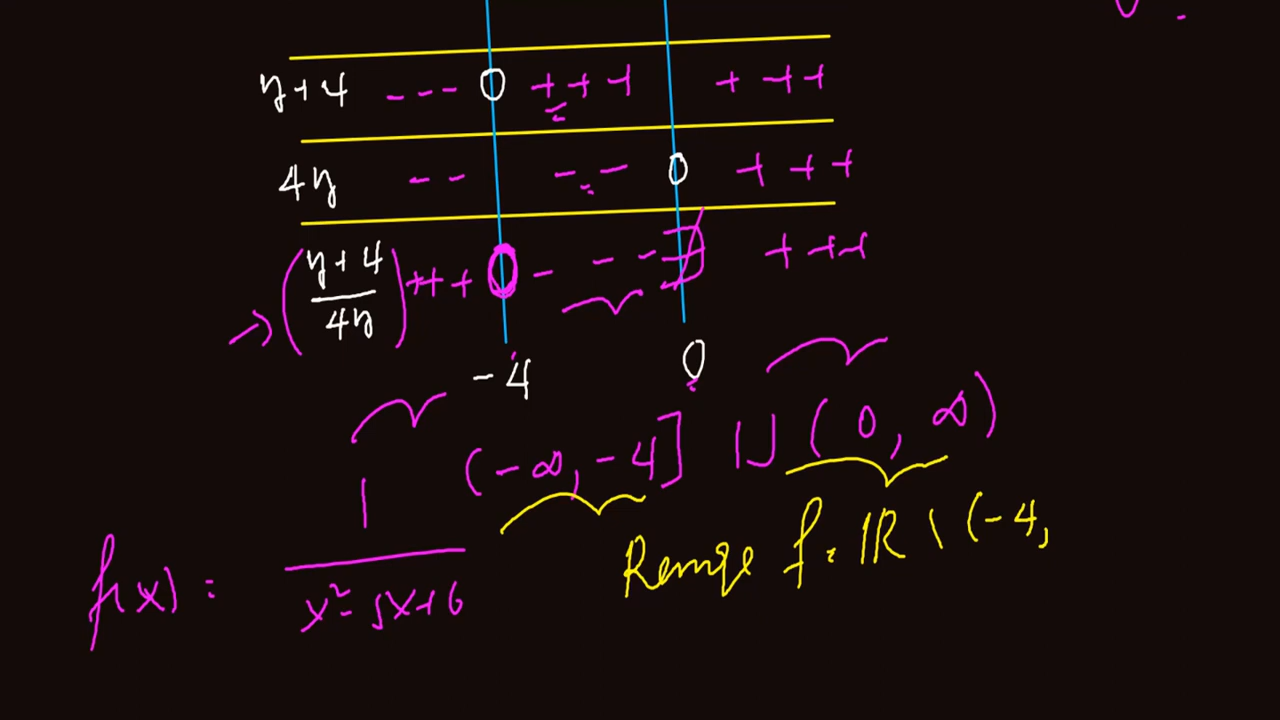 y+4 --- 0 +++ + ++
4y -- -- 0 +++
→ (y+4/4y) +++ 0 - - - ∄ +++
-4 0
(-∞, -4] ∪ (0, ∞)
f(x) = 1/x²-5x+6
Range f = ℝ \ (-4,